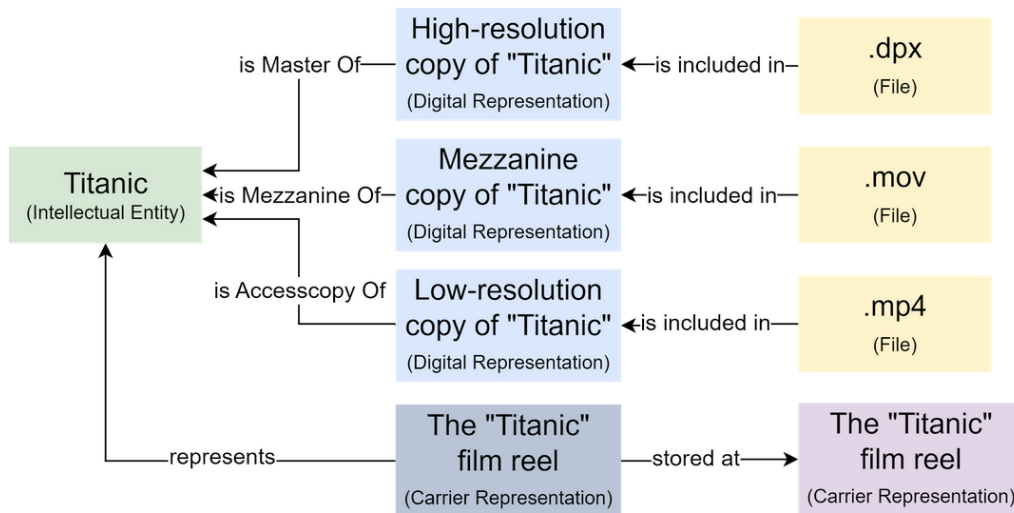 High-resolution
copy of "Titanic"
(Digital Representation)
.dpx
(File)
is Master Of
is included in
Titanic
(Intellectual Entity)
Mezzanine
copy of "Titanic"
(Digital Representation)
.mov
(File)
is Mezzanine Of
is included in
Low-resolution
copy of "Titanic"
(Digital Representation)
.mp4
(File)
is Accesscopy Of
is included in
The "Titanic"
film reel
(Carrier Representation)
The "Titanic"
film reel
(Carrier Representation)
represents
stored at